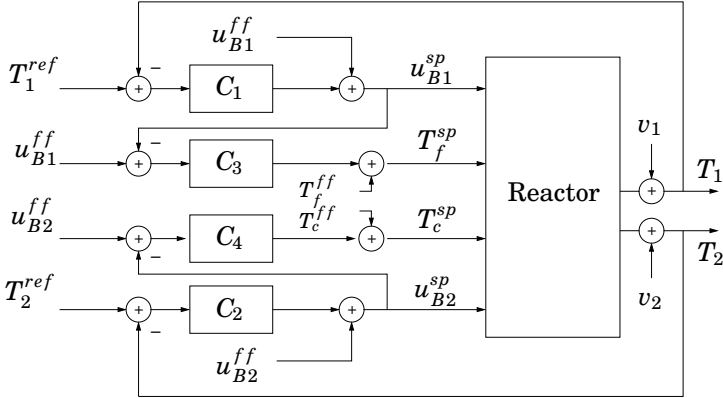 u_{B1}^{ff}
T_1^{ref} + − C_1 + u_{B1}^{sp}
u_{B1}^{ff} + − C_3 + T_f^{sp}
T_f^{ff}
Reactor
v_1
+ T_1
T_c^{ff}
u_{B2}^{ff} + − C_4 + T_c^{sp}
+ T_2
v_2
T_2^{ref} + − C_2 + u_{B2}^{sp}
u_{B2}^{ff}